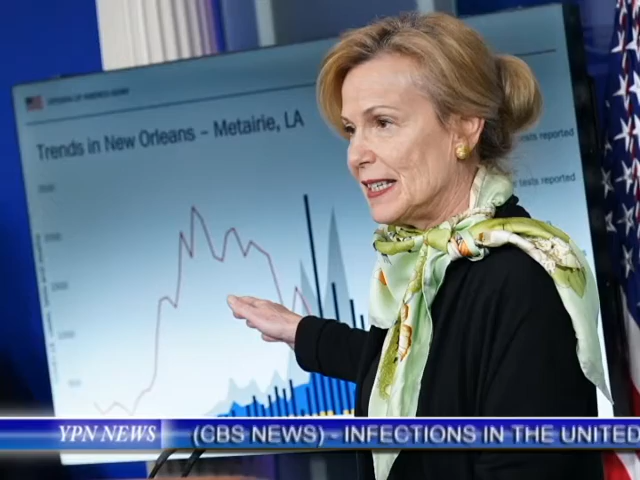 Trends in New Orleans – Metairie, LA
tests reported
tests reported
YPN NEWS
(CBS NEWS) - INFECTIONS IN THE UNITED